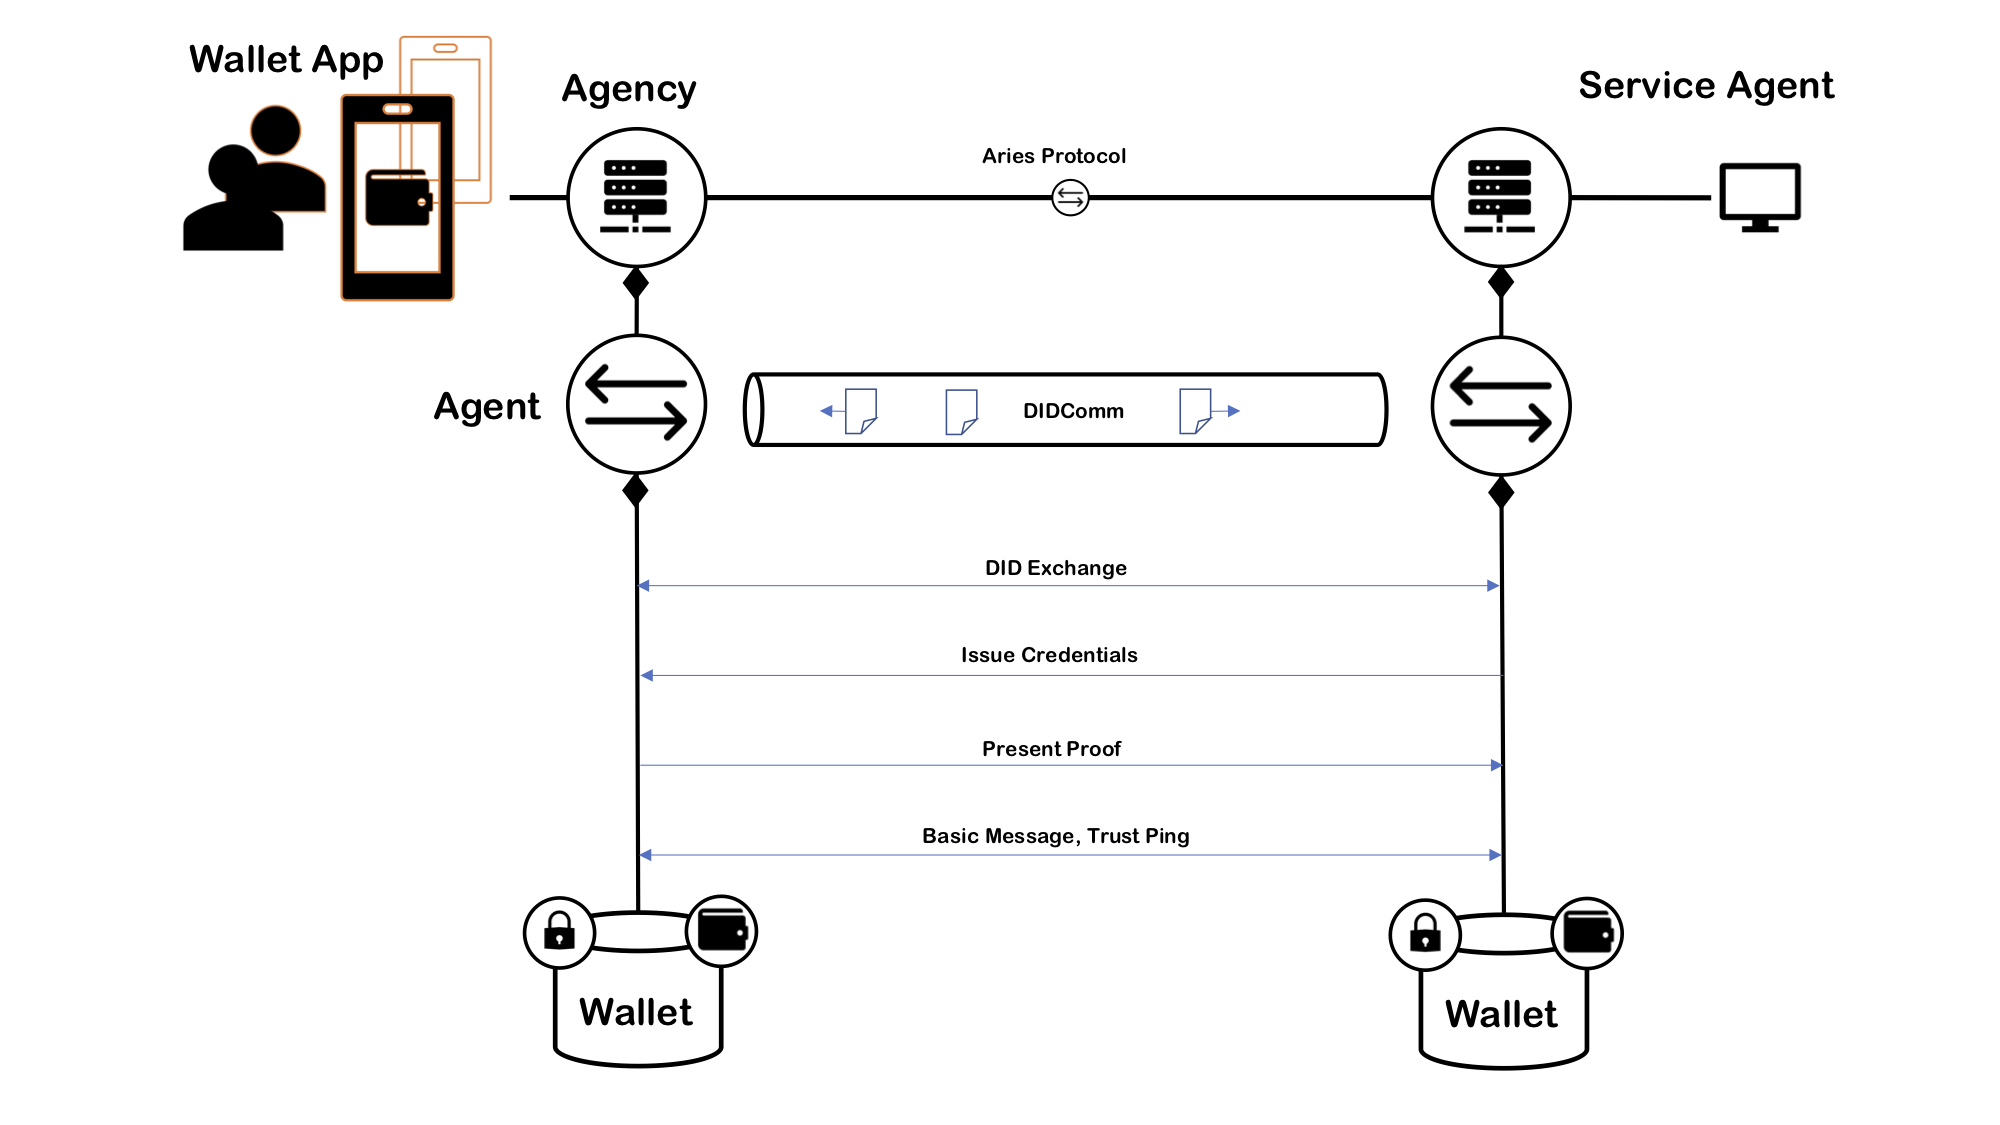 Wallet App
Agency
Service Agent
Aries Protocol
Agent
DIDComm
DID Exchange
Issue Credentials
Present Proof
Basic Message, Trust Ping
Wallet
Wallet